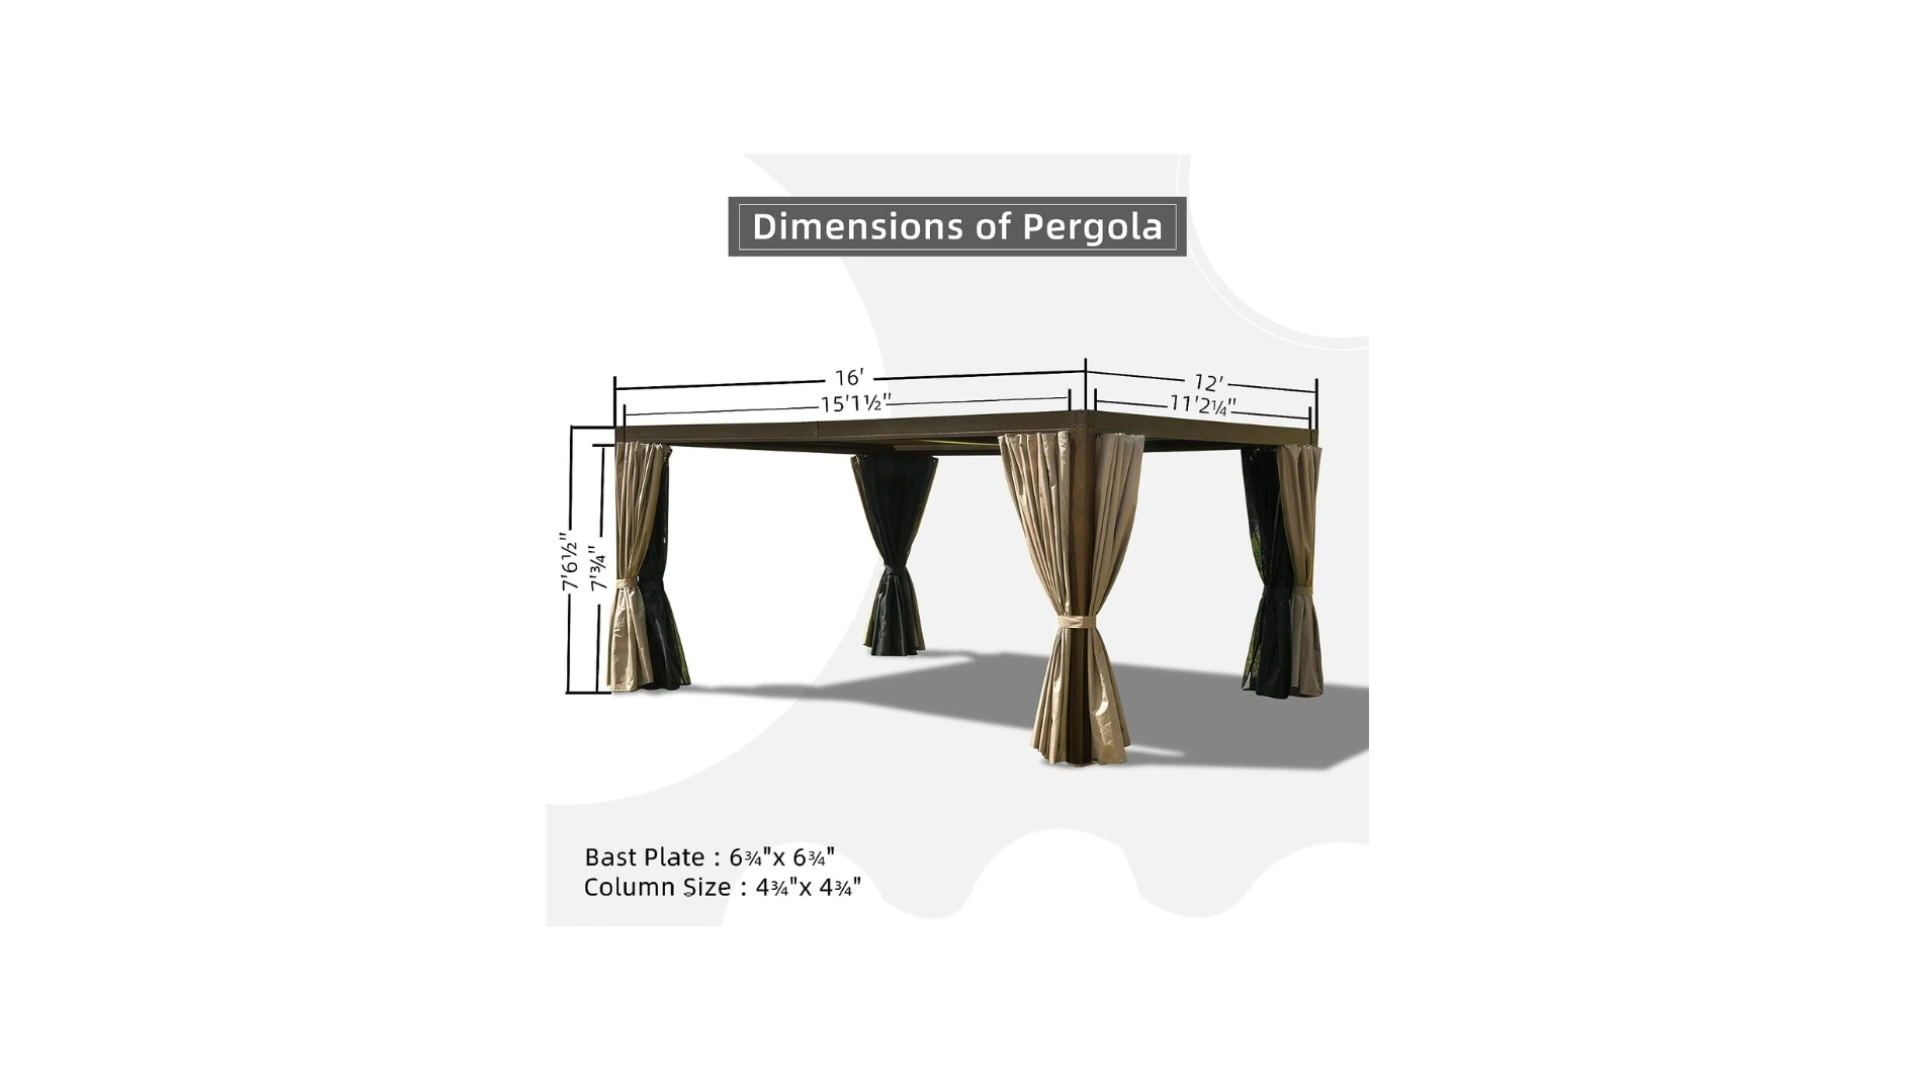 Dimensions of Pergola
16'
12'
15'1½"
11'2¼"
7'6½"
7'¾"
Bast Plate : 6¾"x 6¾"
Column Size : 4¾"x 4¾"